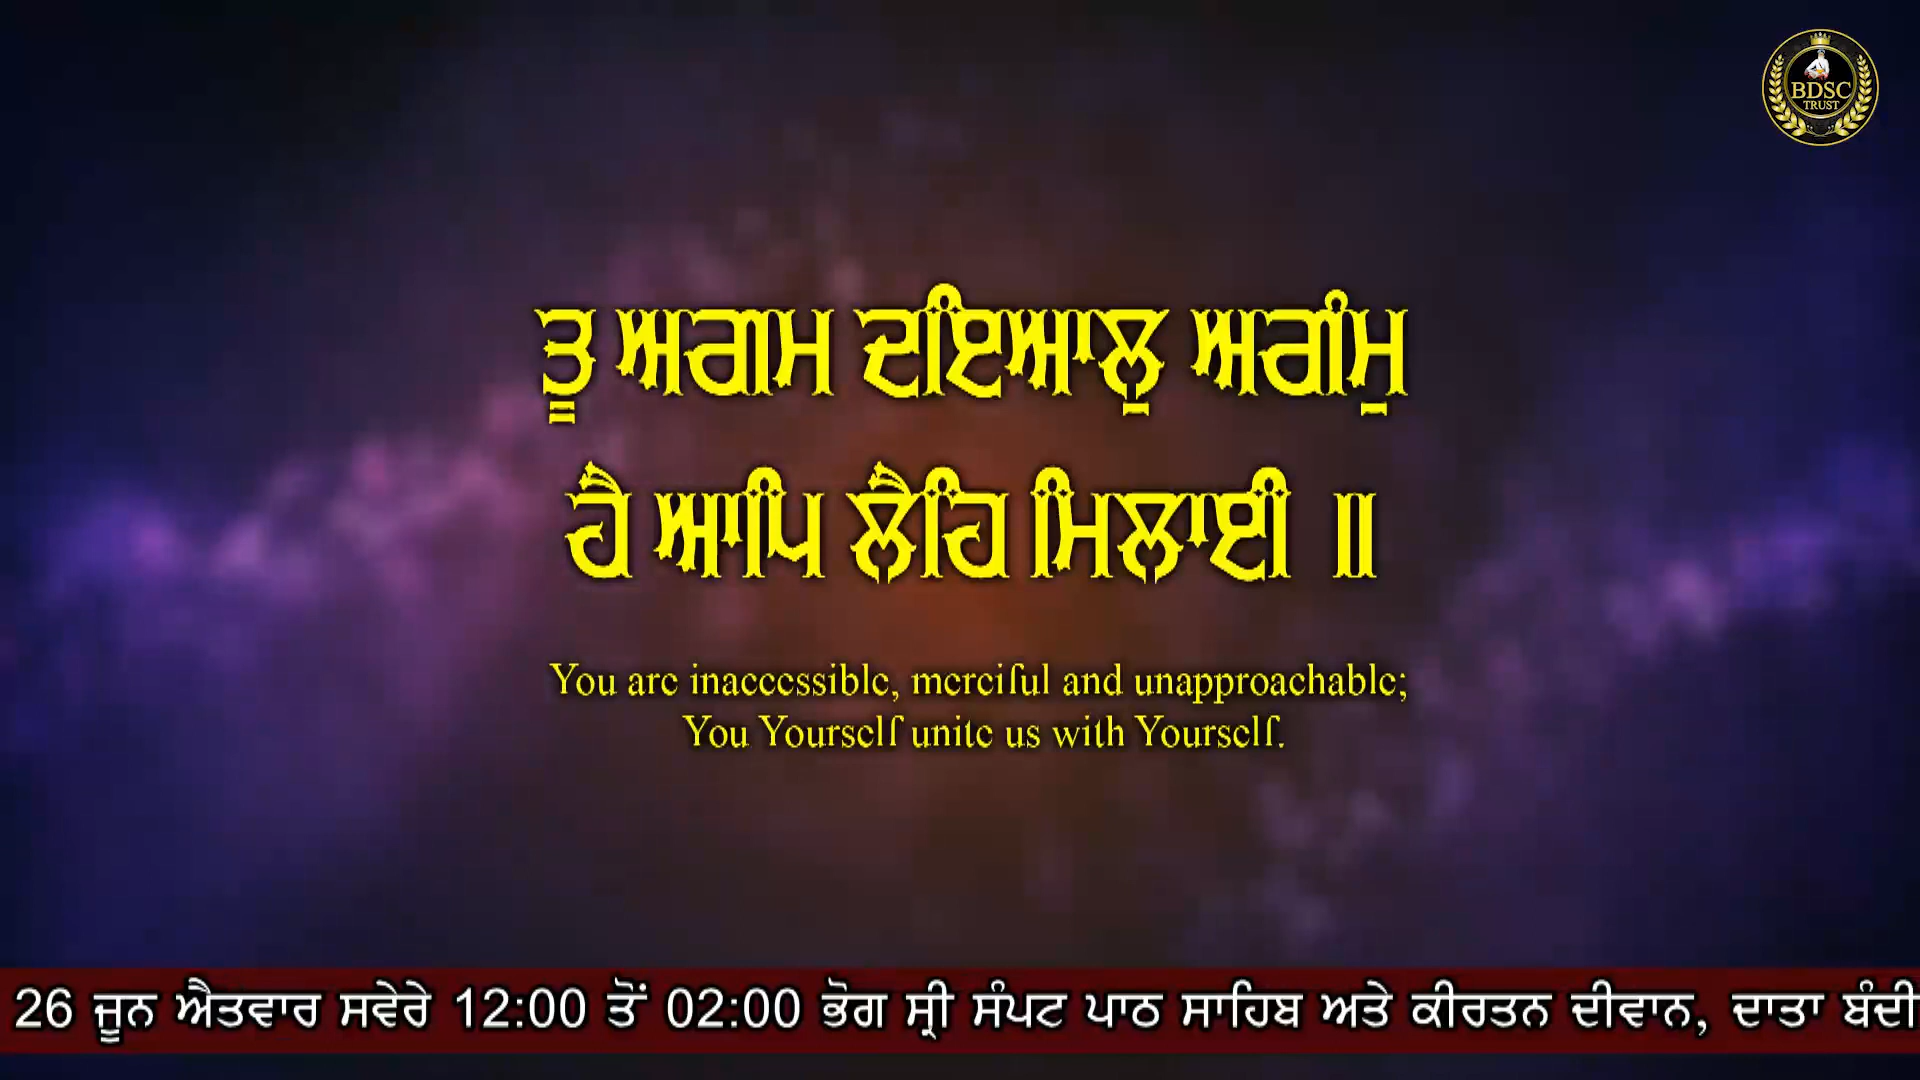 BDSC
TRUST
ਤੂ ਅਗਮ ਦਇਆਲੁ ਅਗੰਮੁ
ਹੈ ਆਪਿ ਲੈਹਿ ਮਿਲਾਈ ॥
You are inaccessible, merciful and unapproachable;
You Yourself unite us with Yourself.
26 ਜੂਨ ਐਤਵਾਰ ਸਵੇਰੇ 12:00 ਤੋਂ 02:00 ਭੋਗ ਸ੍ਰੀ ਸੰਪਟ ਪਾਠ ਸਾਹਿਬ ਅਤੇ ਕੀਰਤਨ ਦੀਵਾਨ, ਦਾਤਾ ਬੰਦੀ